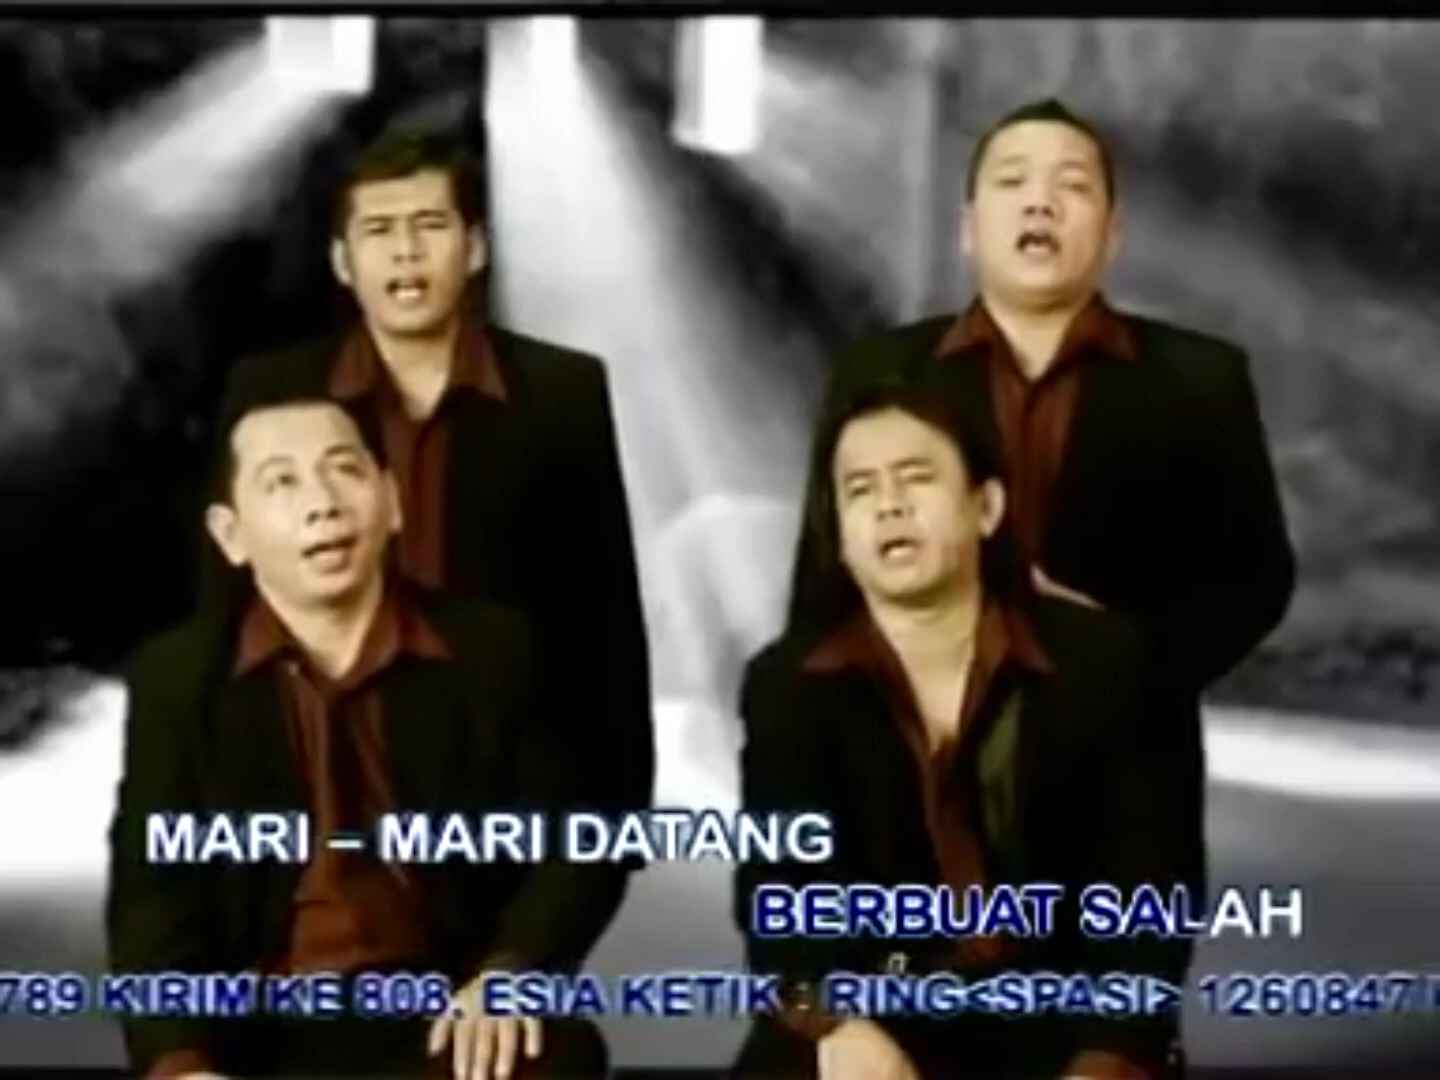 MARI – MARI DATANG
BERBUAT SALAH
789 KIRIM KE 808. ESIA KETIK : RING<SPASI> 1260847